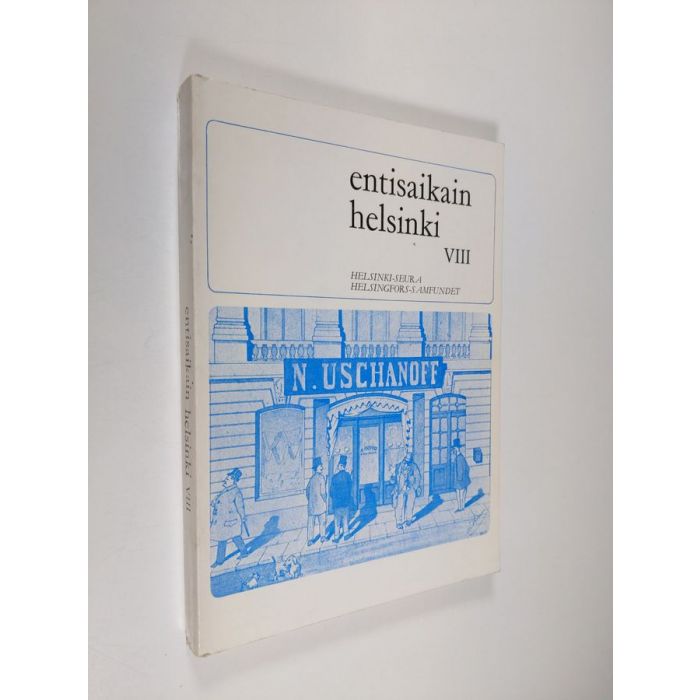 entisaikain
helsinki
VIII
HELSINKI-SEURA
HELSINGFORS-SAMFUNDET
N. USCHANOFF
entisaikain helsinki VIII